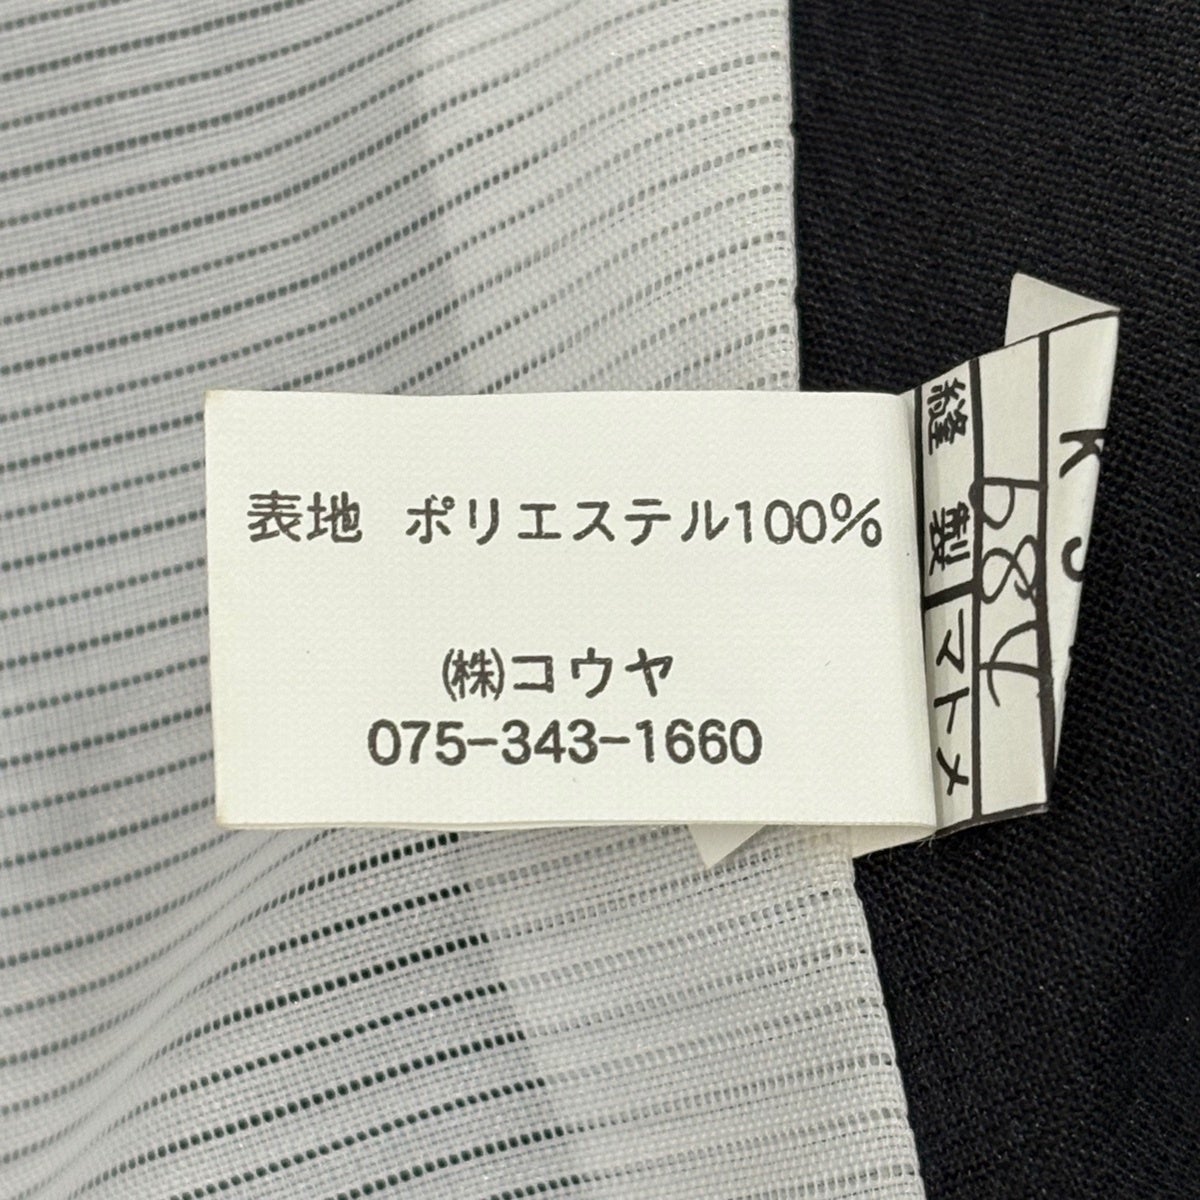 表地 ポリエステル100%
(株)コウヤ
075-343-1660
縫製
マトメ
K